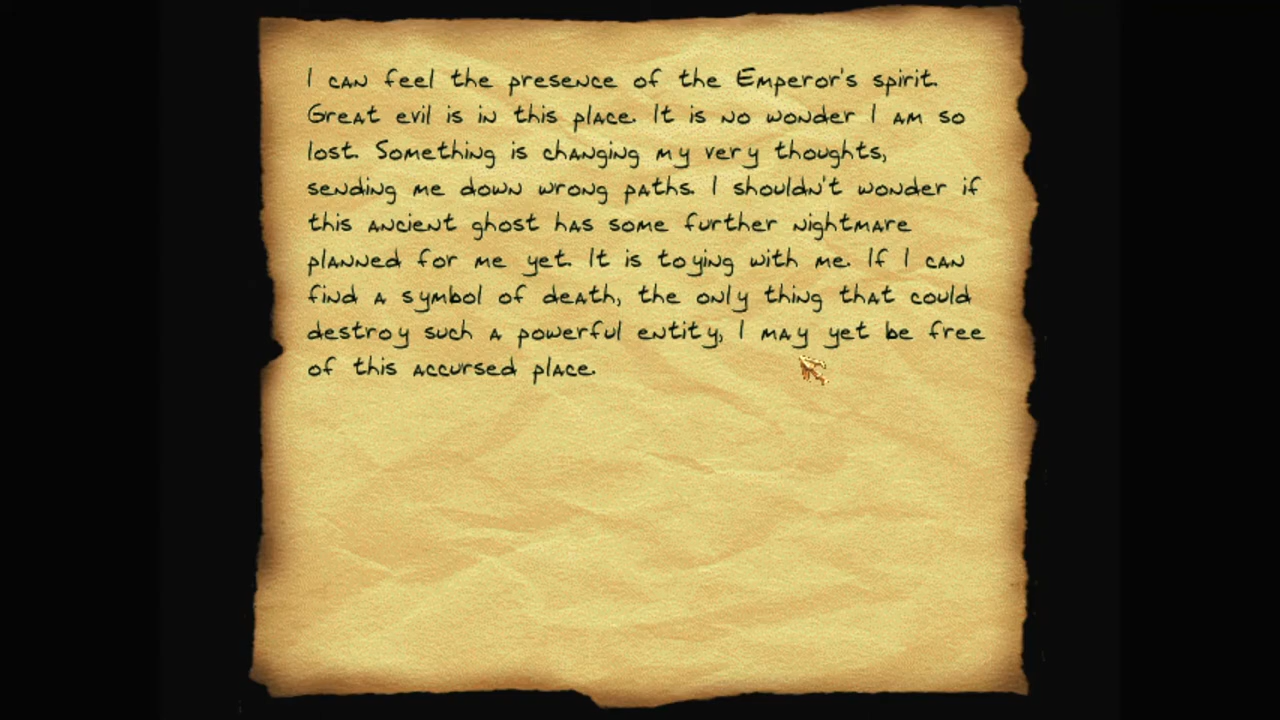 I can feel the presence of the Emperor's spirit.
Great evil is in this place. It is no wonder I am so
lost. Something is changing my very thoughts,
sending me down wrong paths. I shouldn't wonder if
this ancient ghost has some further nightmare
planned for me yet. It is toying with me. If I can
find a symbol of death, the only thing that could
destroy such a powerful entity, I may yet be free
of this accursed place.